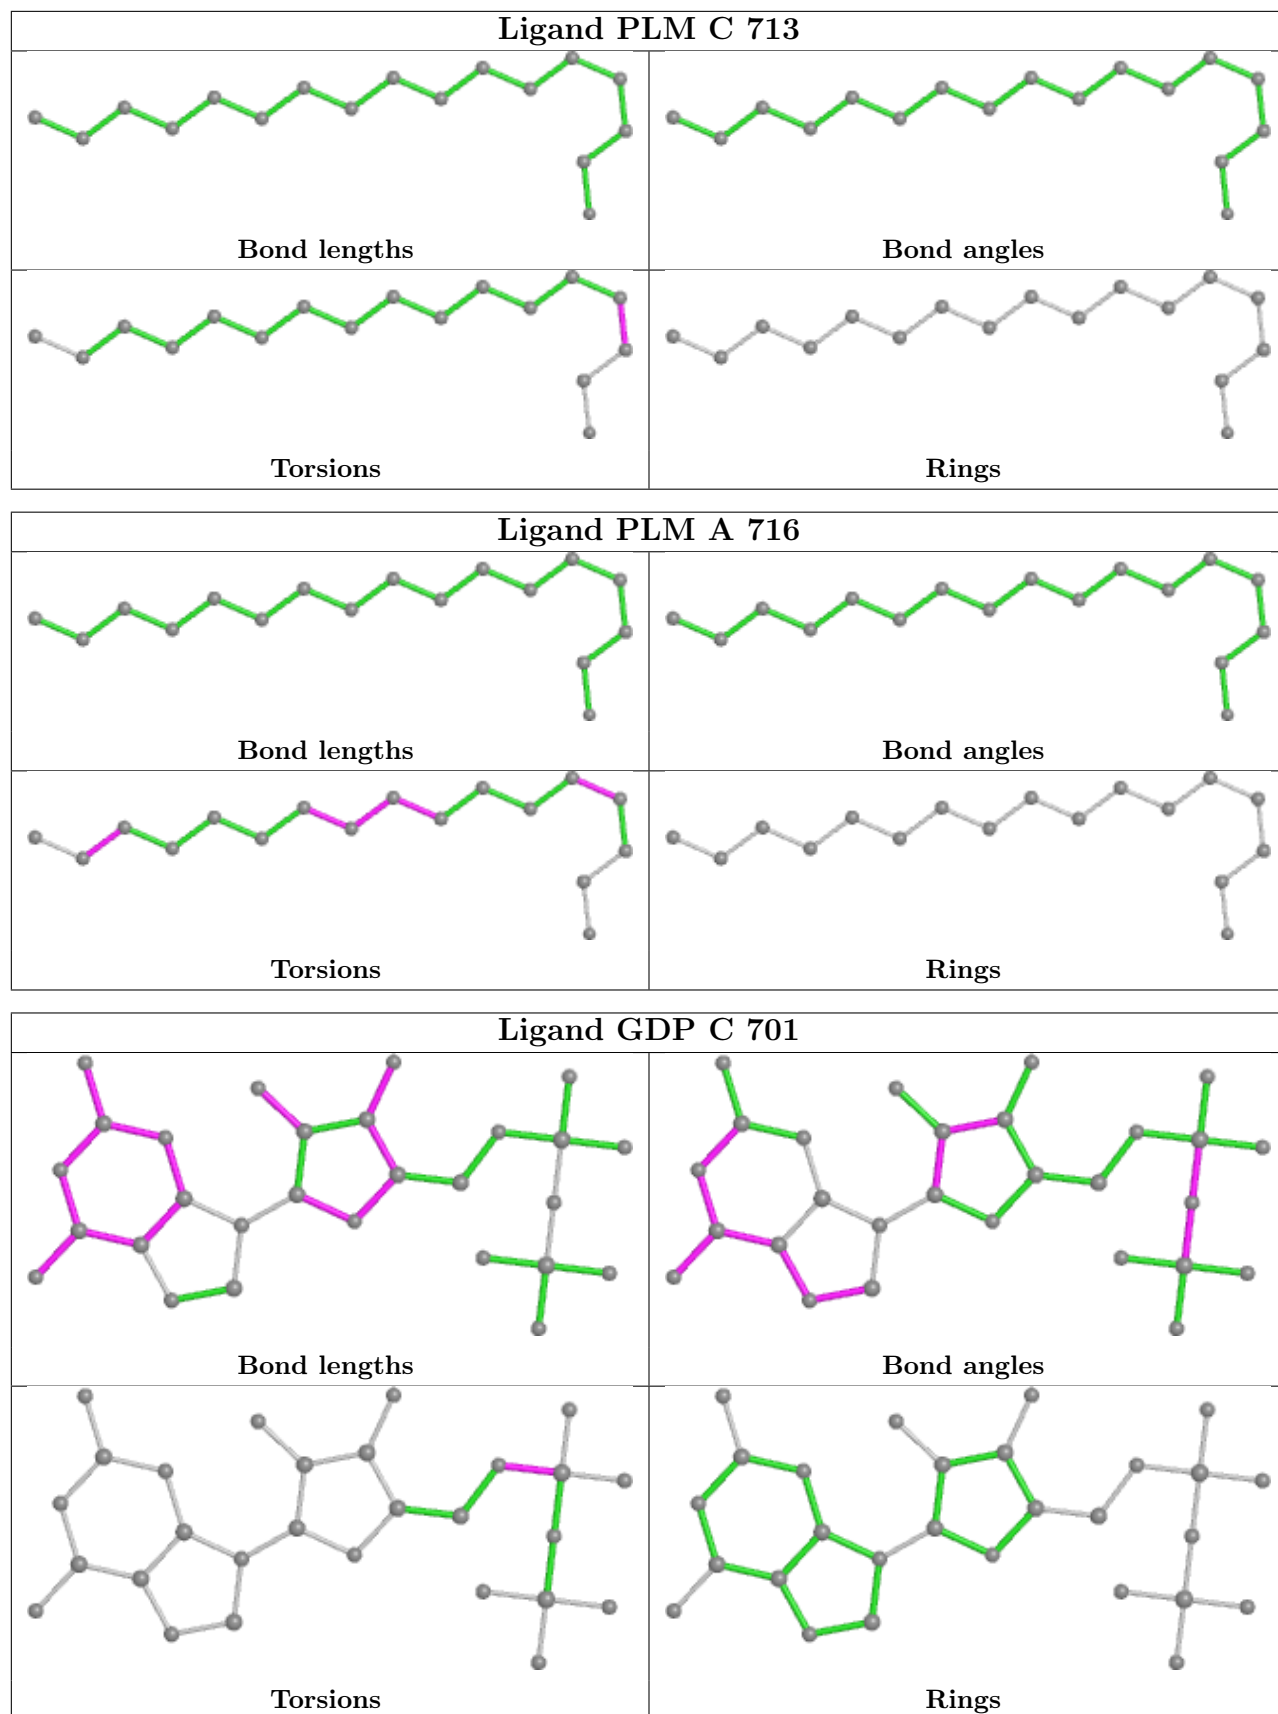 Ligand PLM C 713
Bond lengths
Bond angles
Torsions
Rings
Ligand PLM A 716
Bond lengths
Bond angles
Torsions
Rings
Ligand GDP C 701
Bond lengths
Bond angles
Torsions
Rings